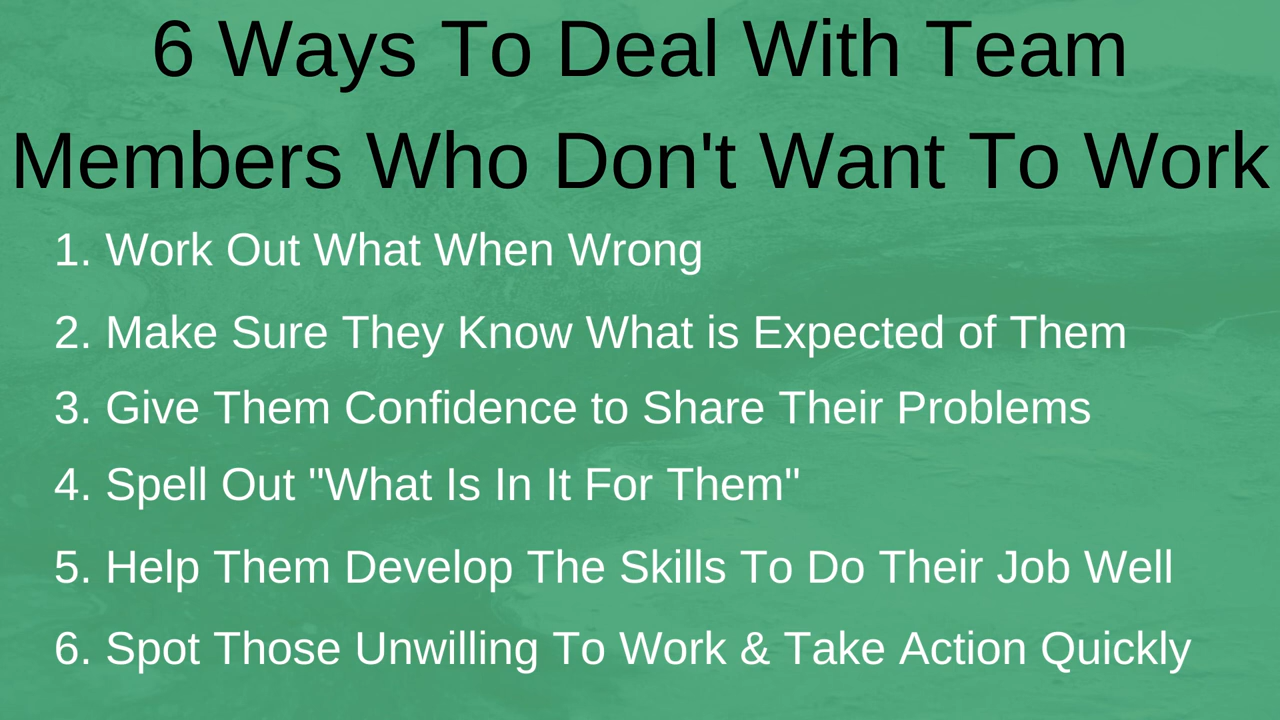 6 Ways To Deal With Team
Members Who Don't Want To Work
1. Work Out What When Wrong
2. Make Sure They Know What is Expected of Them
3. Give Them Confidence to Share Their Problems
4. Spell Out "What Is In It For Them"
5. Help Them Develop The Skills To Do Their Job Well
6. Spot Those Unwilling To Work & Take Action Quickly